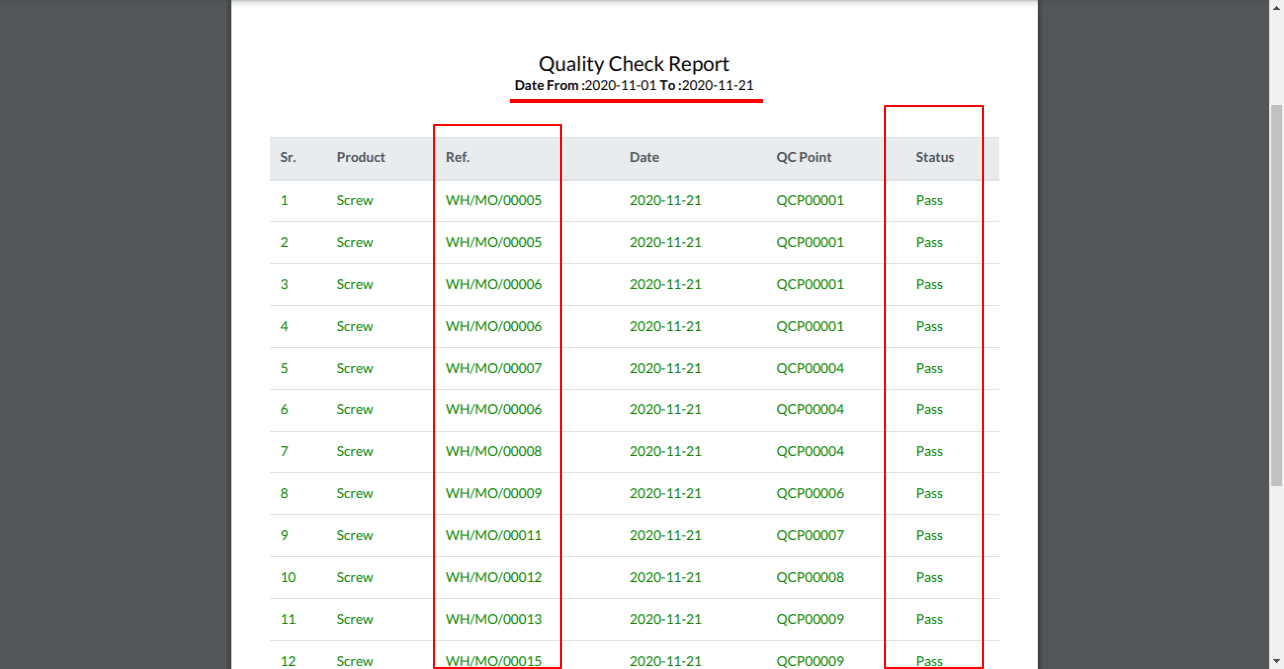 Quality Check Report
Date From :2020-11-01 To :2020-11-21
Sr. Product Ref. Date QC Point Status
1 Screw WH/MO/00005 2020-11-21 QCP00001 Pass
2 Screw WH/MO/00005 2020-11-21 QCP00001 Pass
3 Screw WH/MO/00006 2020-11-21 QCP00001 Pass
4 Screw WH/MO/00006 2020-11-21 QCP00001 Pass
5 Screw WH/MO/00007 2020-11-21 QCP00004 Pass
6 Screw WH/MO/00006 2020-11-21 QCP00004 Pass
7 Screw WH/MO/00008 2020-11-21 QCP00004 Pass
8 Screw WH/MO/00009 2020-11-21 QCP00006 Pass
9 Screw WH/MO/00011 2020-11-21 QCP00007 Pass
10 Screw WH/MO/00012 2020-11-21 QCP00008 Pass
11 Screw WH/MO/00013 2020-11-21 QCP00009 Pass
12 Screw WH/MO/00015 2020-11-21 QCP00009 Pass